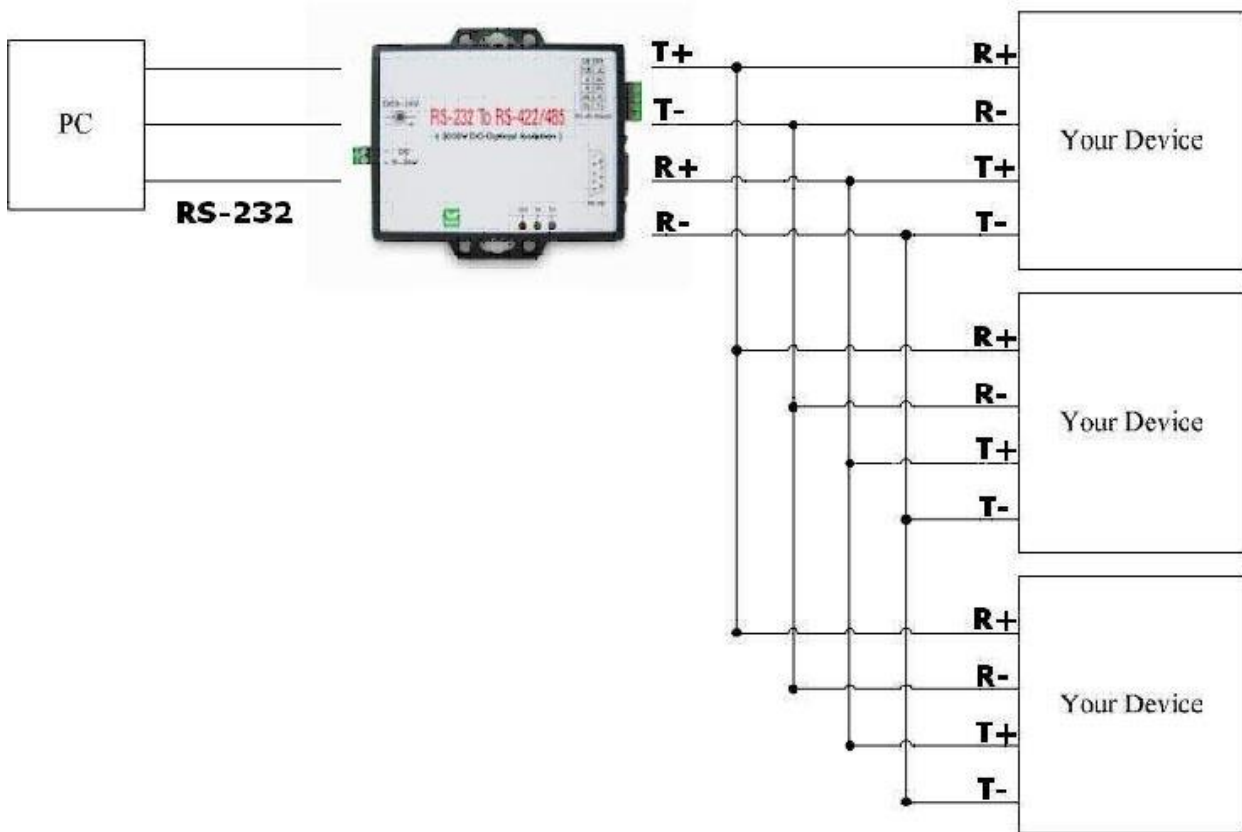 PC
RS-232
RS-232 To RS-422/485
T+
T-
R+
R-
R+
R-
T+
T-
Your Device
R+
R-
T+
T-
Your Device
R+
R-
T+
T-
Your Device